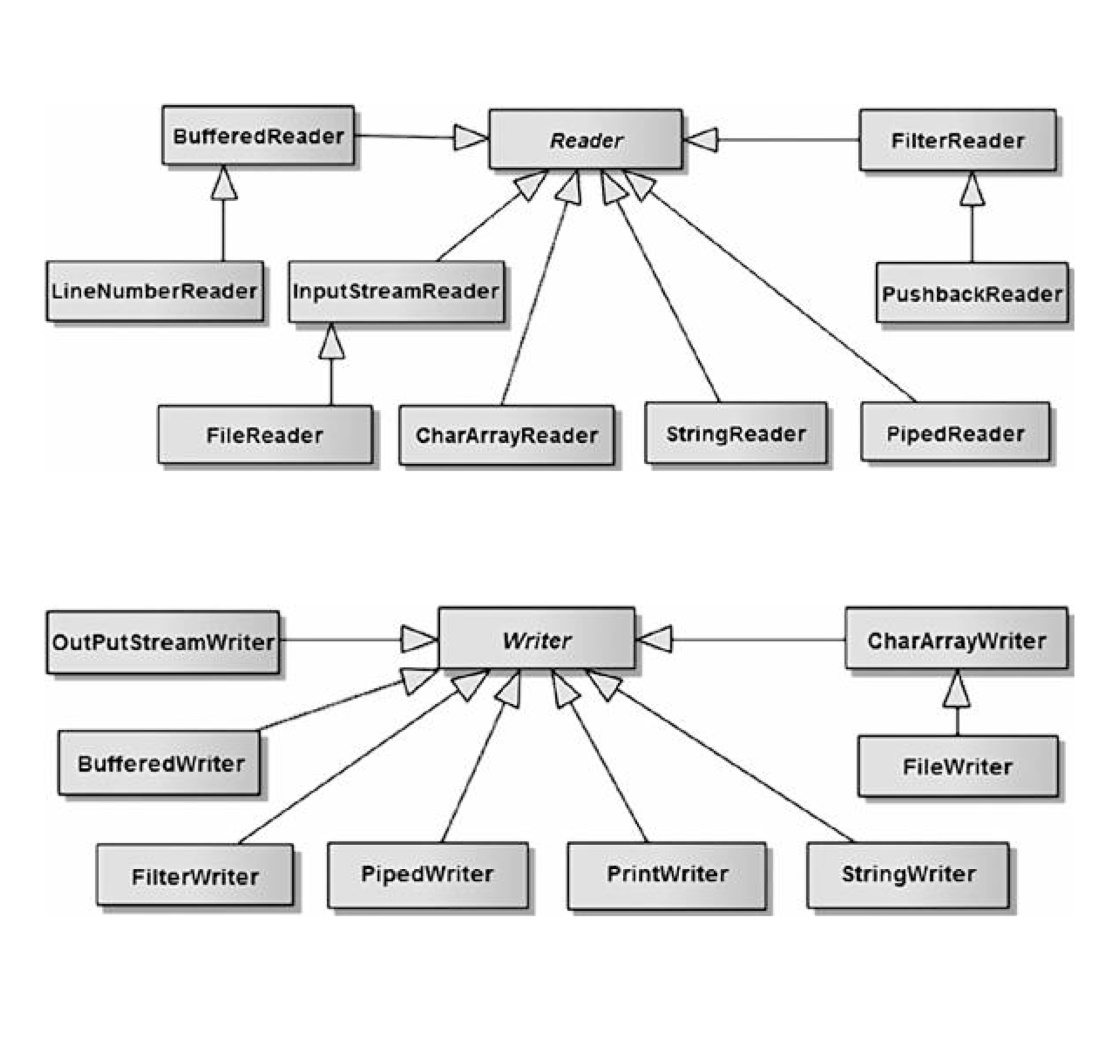 BufferedReader
Reader
FilterReader
LineNumberReader
InputStreamReader
PushbackReader
FileReader
CharArrayReader
StringReader
PipedReader
OutPutStreamWriter
Writer
CharArrayWriter
BufferedWriter
FileWriter
FilterWriter
PipedWriter
PrintWriter
StringWriter